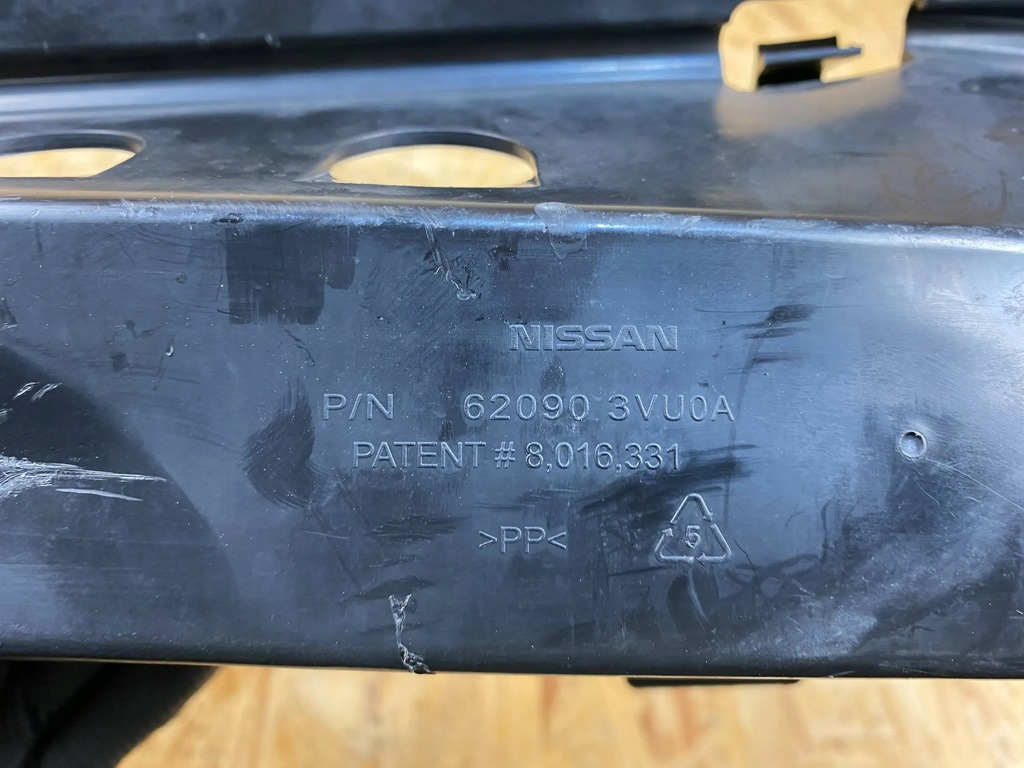 NISSAN
P/N 62090 3VU0A
PATENT # 8,016,331
>PP<
5